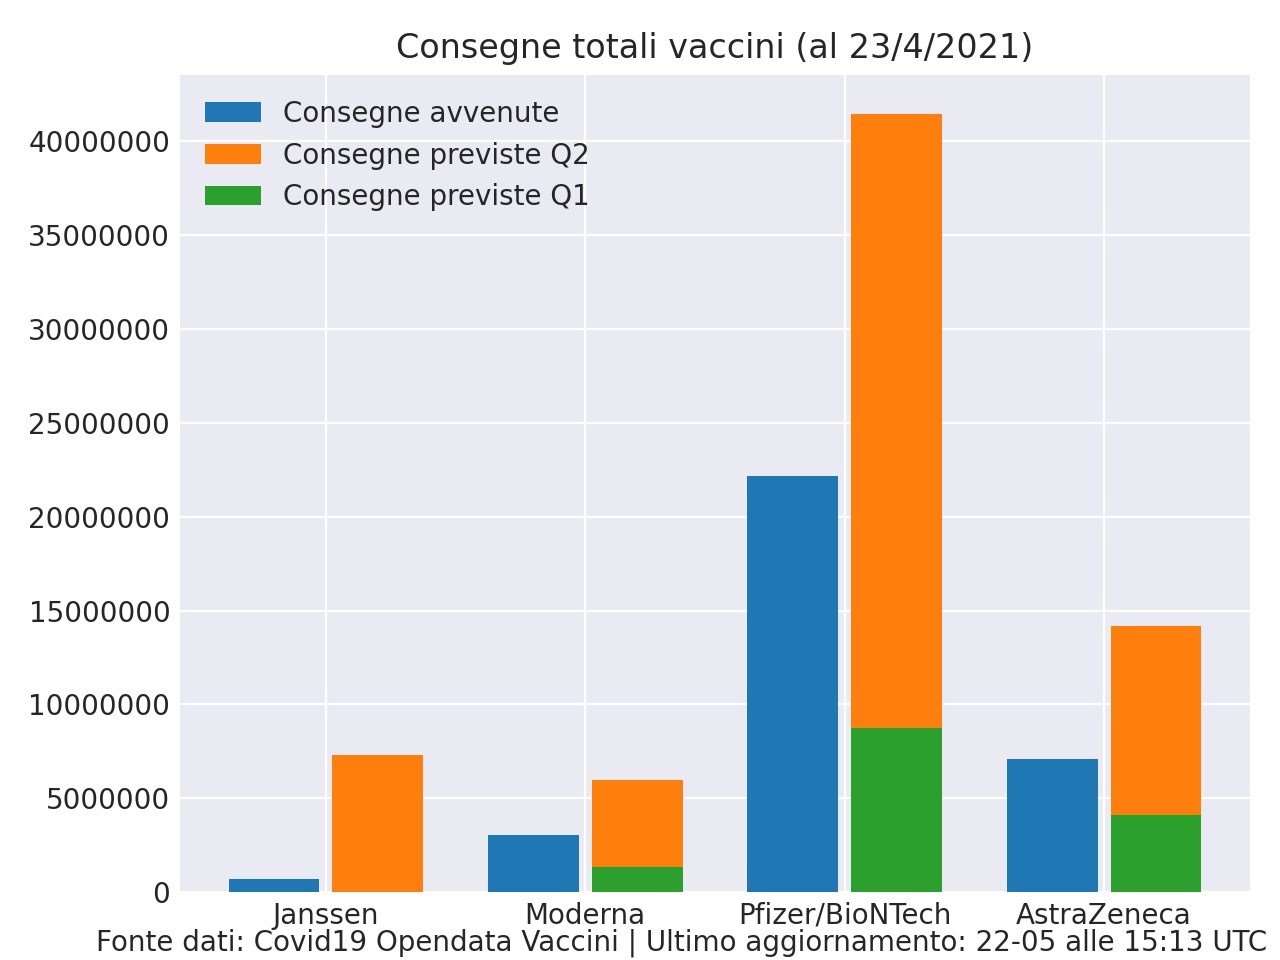 Consegne totali vaccini (al 23/4/2021)
Consegne avvenute
Consegne previste Q2
Consegne previste Q1
40000000
35000000
30000000
25000000
20000000
15000000
10000000
5000000
0
Janssen Moderna Pfizer/BioNTech AstraZeneca
Fonte dati: Covid19 Opendata Vaccini | Ultimo aggiornamento: 22-05 alle 15:13 UTC